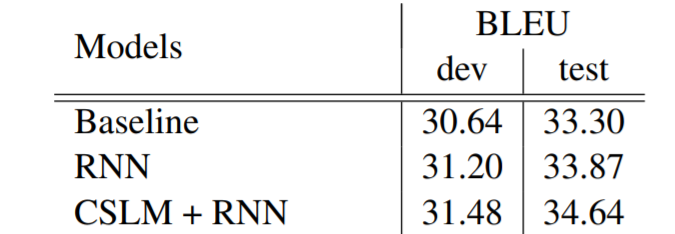 Models BLEU
dev test
Baseline 30.64 33.30
RNN 31.20 33.87
CSLM + RNN 31.48 34.64